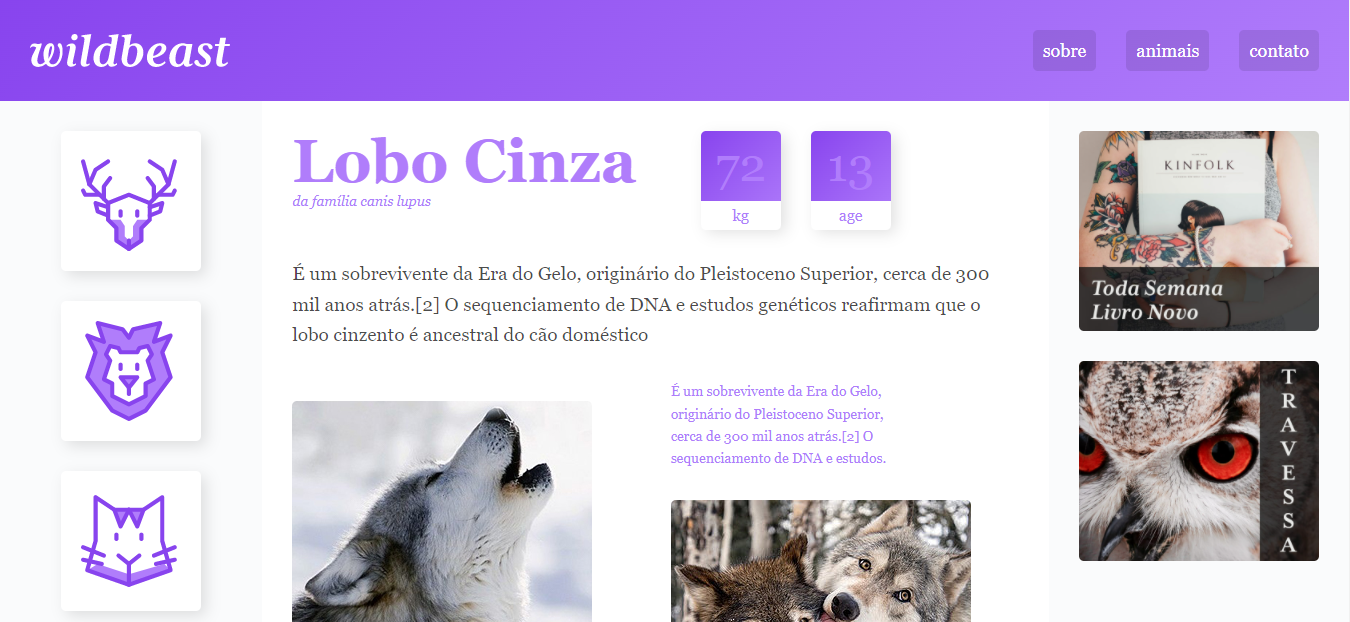 wildbeast
sobre
animais
contato
Lobo Cinza
da família canis lupus
72
kg
13
age
É um sobrevivente da Era do Gelo, originário do Pleistoceno Superior, cerca de 300
mil anos atrás.[2] O sequenciamento de DNA e estudos genéticos reafirmam que o
lobo cinzento é ancestral do cão doméstico
É um sobrevivente da Era do Gelo,
originário do Pleistoceno Superior,
cerca de 300 mil anos atrás.[2] O
sequenciamento de DNA e estudos.
KINFOLK
Toda Semana
Livro Novo
TRAVESSA